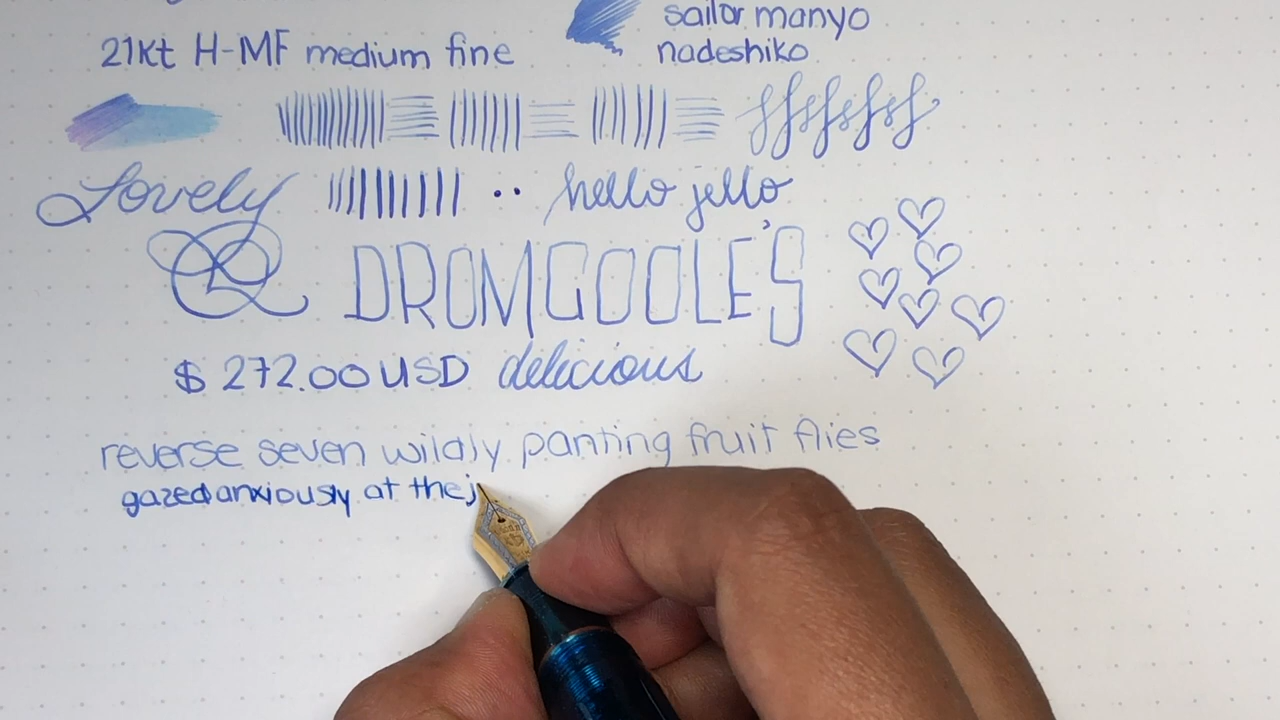 sailor manyo
21kt H-MF medium fine
nadeshiko
Lovely
hello jello
DROMGOOLE'S
$ 272.00 USD delicious
reverse seven wildly panting fruit flies
gazed anxiously at the j